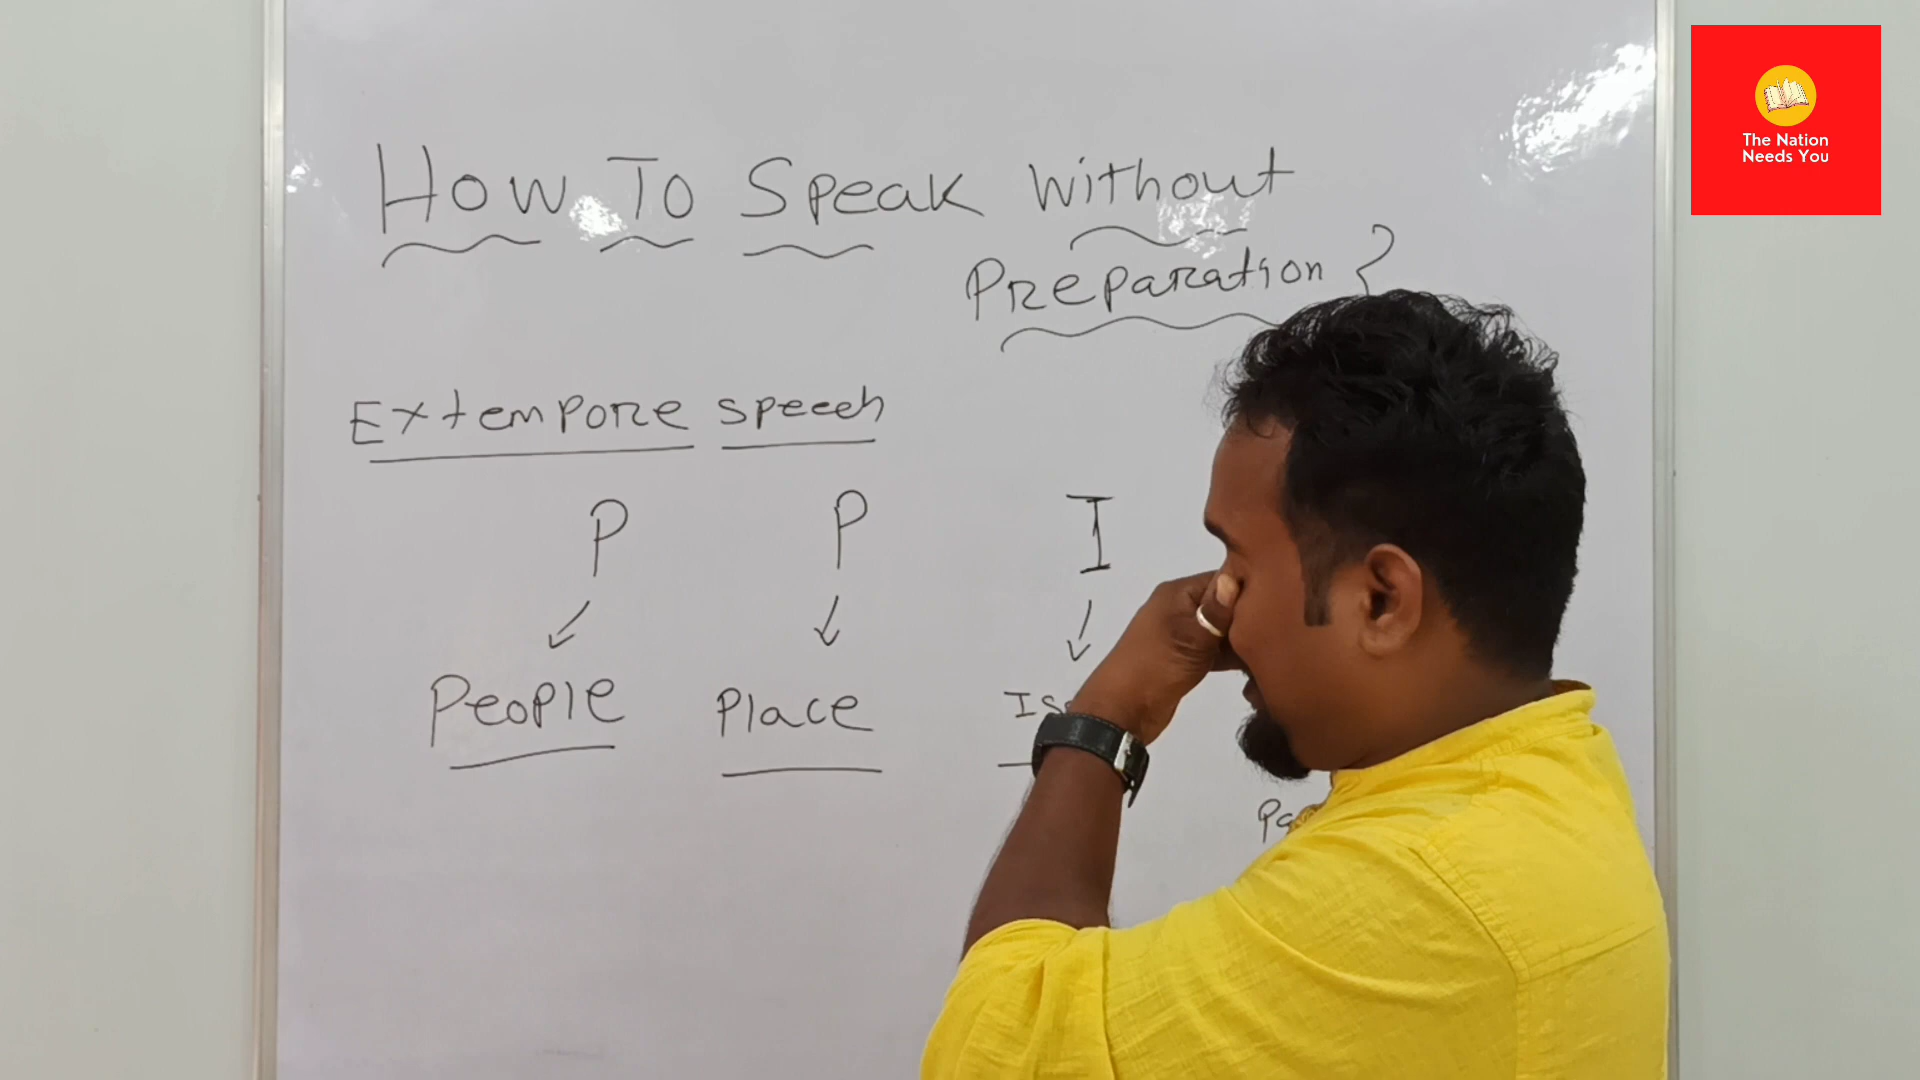 How To Speak Without
Preparation
Extempore speech
P P I
People Place
The Nation
Needs You